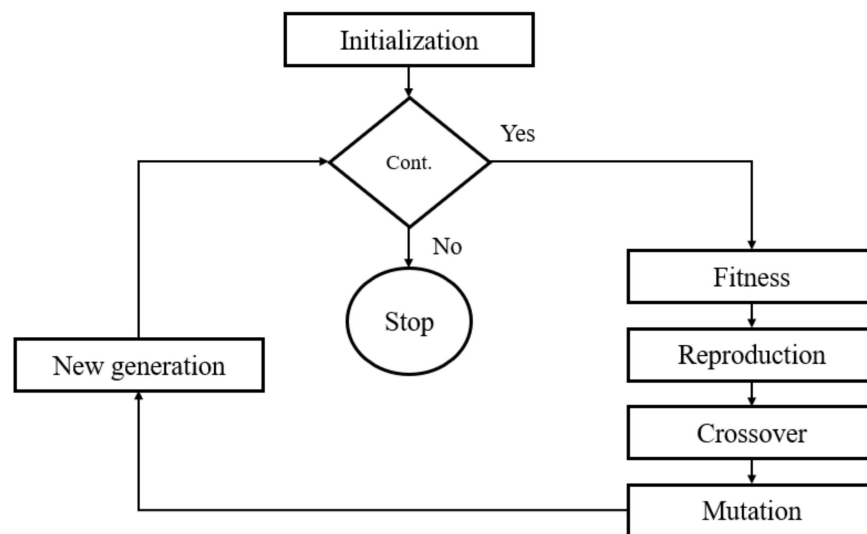 Initialization
Cont.
Yes
No
Stop
Fitness
Reproduction
Crossover
Mutation
New generation